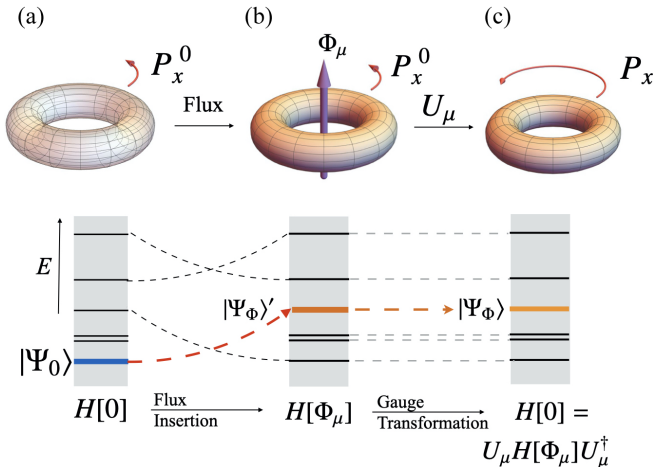 (a) (b) (c)
P_x^0 Φ_μ P_x^0 P_x
Flux U_μ
E
|Ψ_Φ⟩′ |Ψ_Φ⟩
|Ψ_0⟩
H[0] Flux Insertion H[Φ_μ] Gauge Transformation H[0] =
U_μH[Φ_μ]U_μ^†